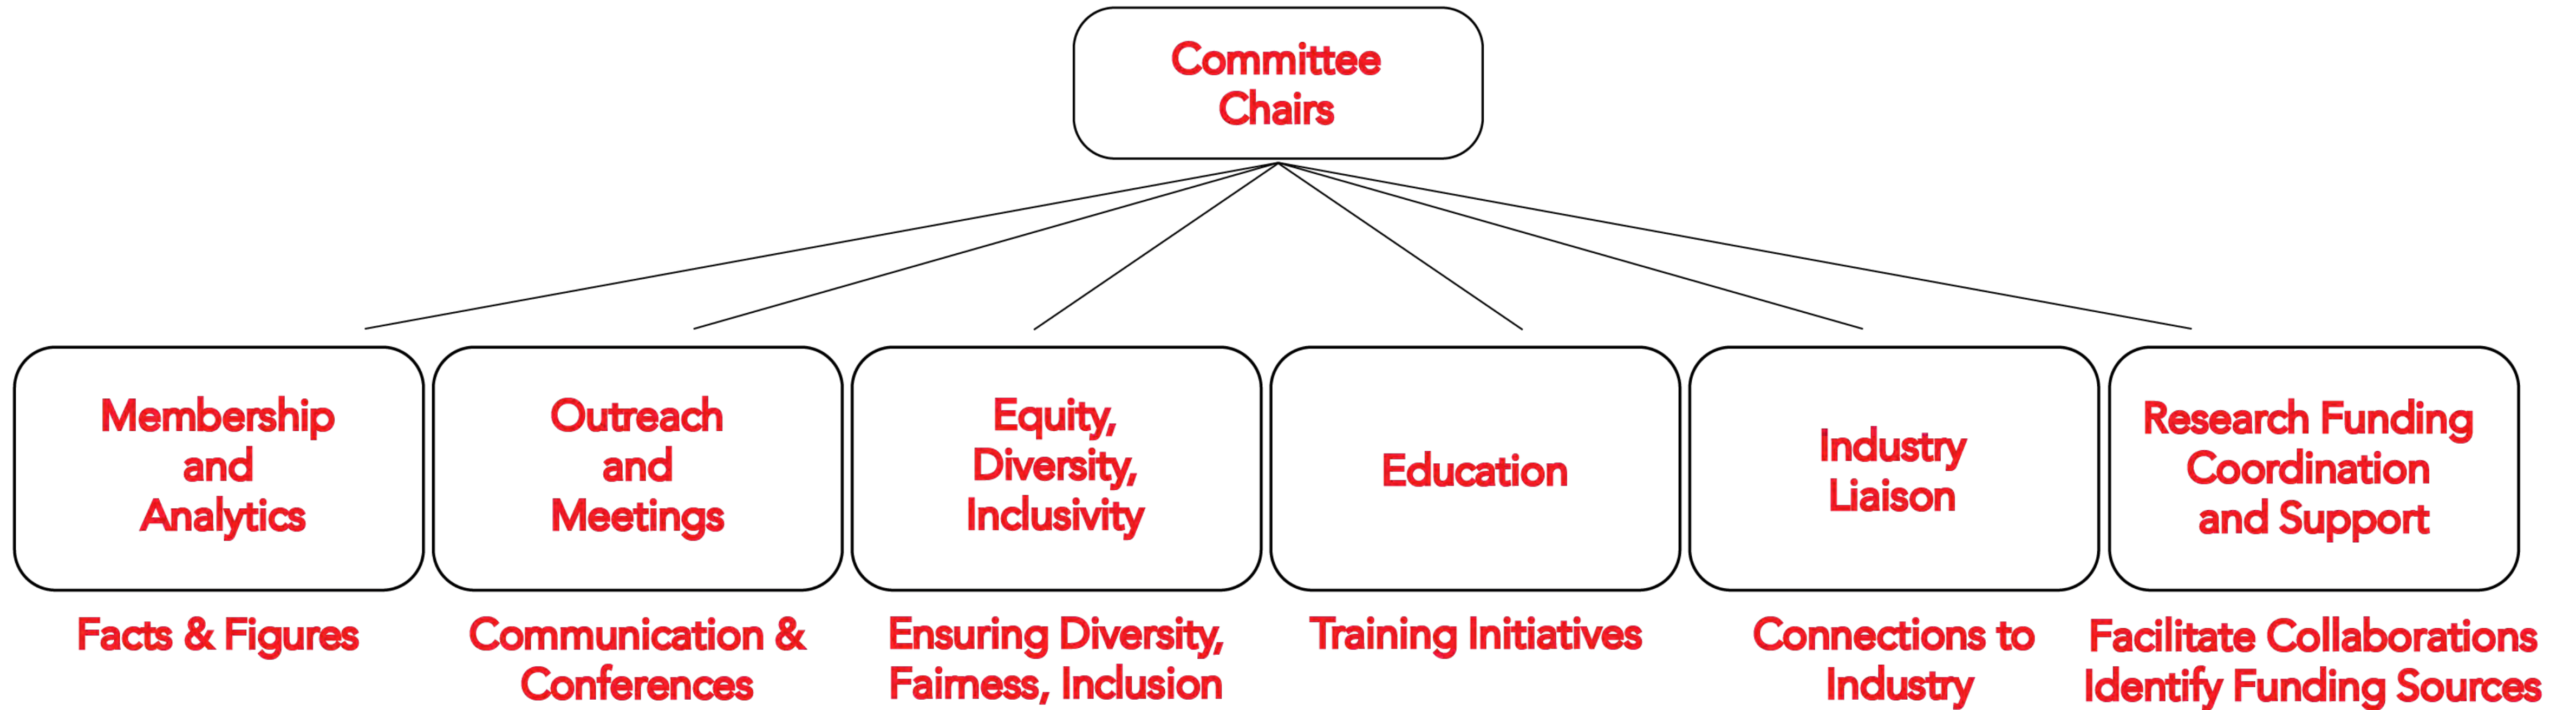 Committee
Chairs
Membership
and
Analytics
Outreach
and
Meetings
Equity,
Diversity,
Inclusivity
Education
Industry
Liaison
Research Funding
Coordination
and Support
Facts & Figures
Communication &
Conferences
Ensuring Diversity,
Fairness, Inclusion
Training Initiatives
Connections to
Industry
Facilitate Collaborations
Identify Funding Sources